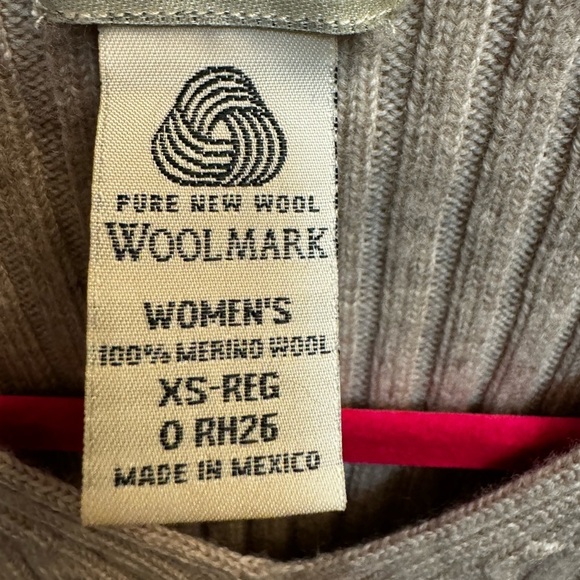 PURE NEW WOOL
WOOLMARK
WOMEN'S
100% MERINO WOOL
XS-REG
0 RH26
MADE IN MEXICO